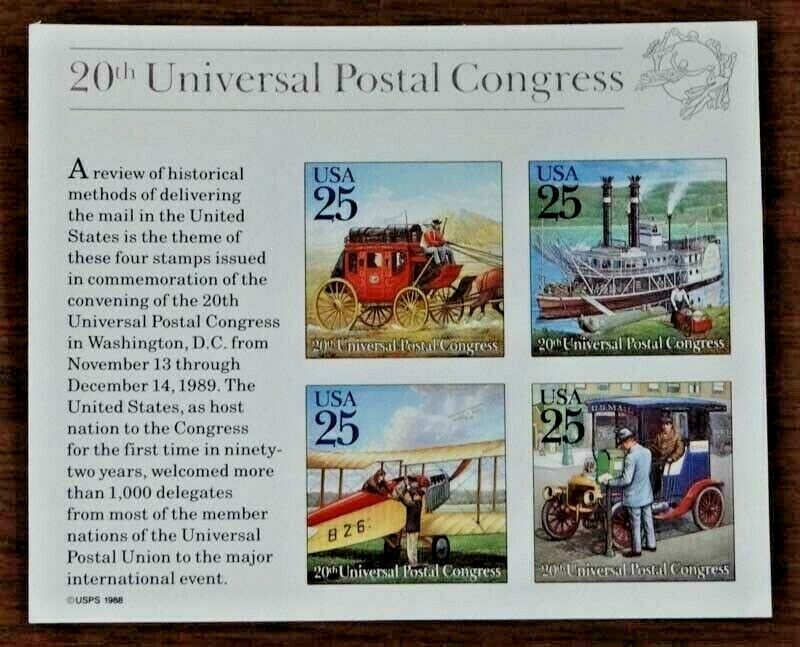 20th Universal Postal Congress
A review of historical
methods of delivering
the mail in the United
States is the theme of
these four stamps issued
in commemoration of the
convening of the 20th
Universal Postal Congress
in Washington, D.C. from
November 13 through
December 14, 1989. The
United States, as host
nation to the Congress
for the first time in ninety-
two years, welcomed more
than 1,000 delegates
from most of the member
nations of the Universal
Postal Union to the major
international event.
©USPS 1988
USA
25
20th Universal Postal Congress
USA
25
20th Universal Postal Congress
USA
25
826
20th Universal Postal Congress
USA
25
U.S.MAIL
20th Universal Postal Congress